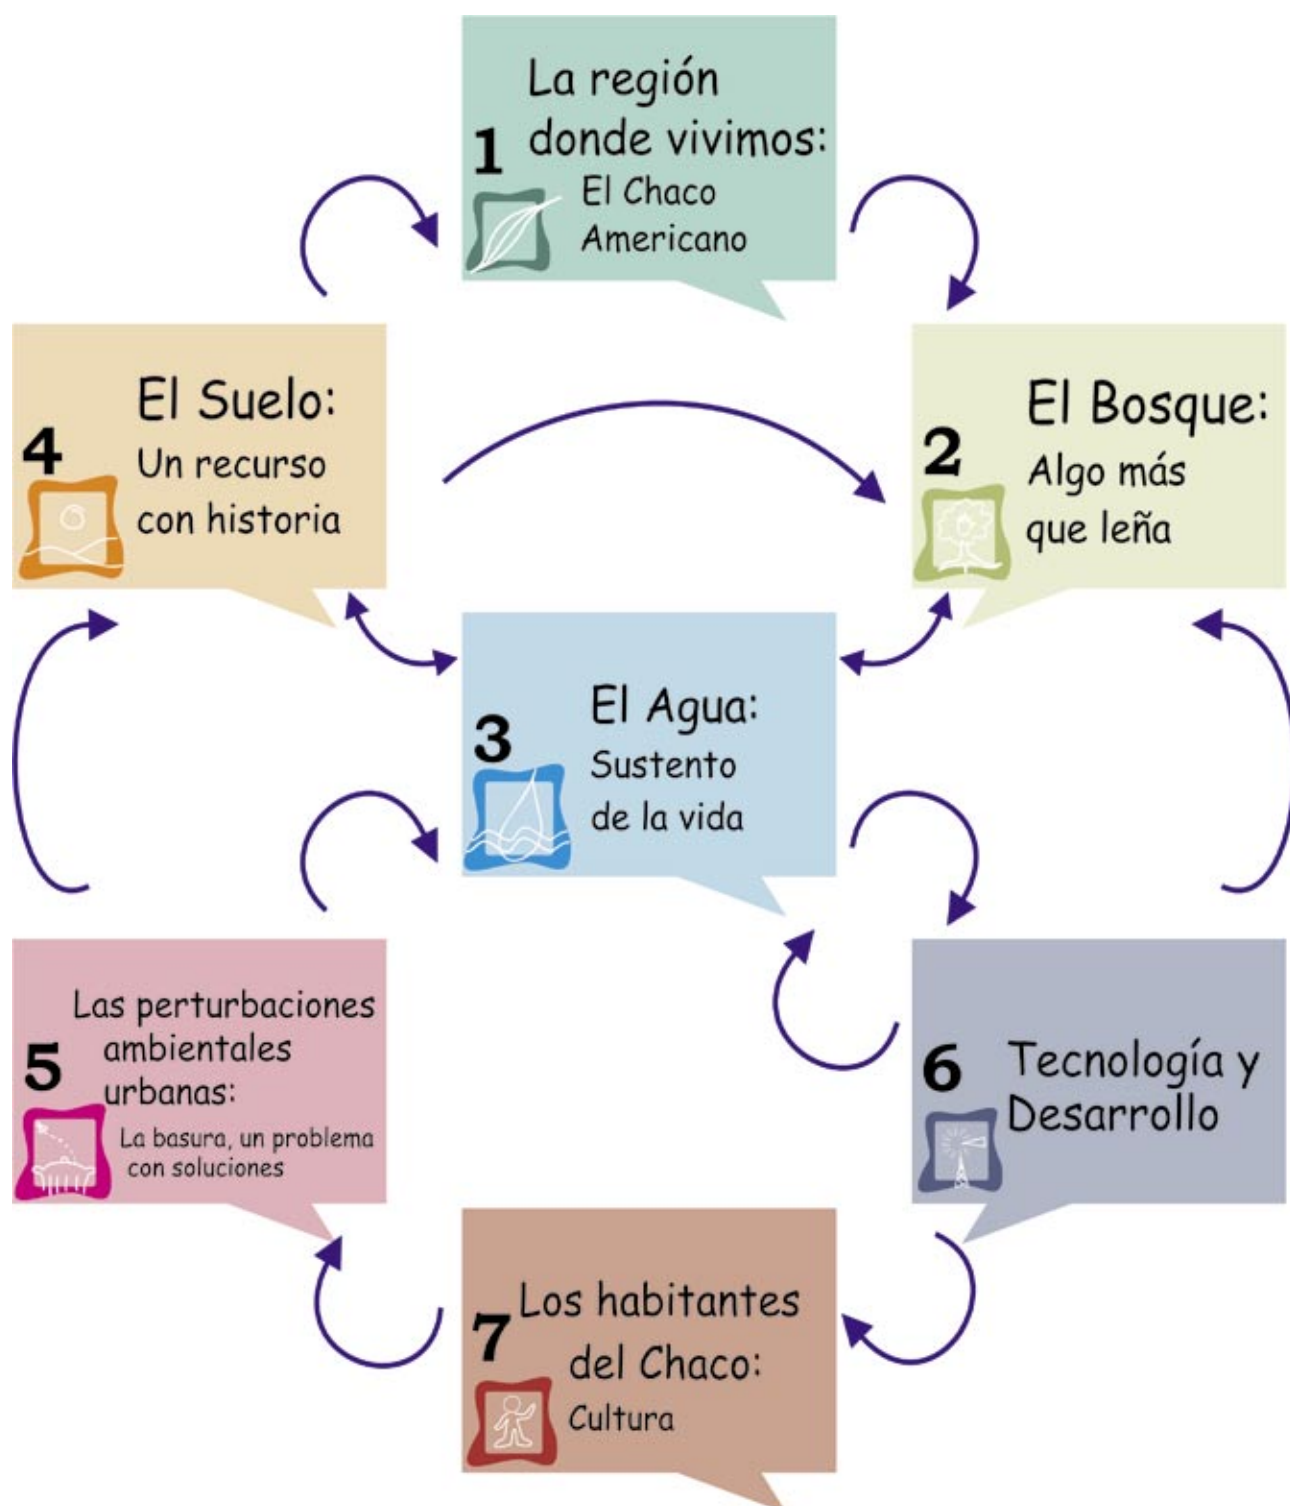 1
La región
donde vivimos:
El Chaco
Americano
4
El Suelo:
Un recurso
con historia
2
El Bosque:
Algo más
que leña
3
El Agua:
Sustento
de la vida
5
Las perturbaciones
ambientales
urbanas:
La basura, un problema
con soluciones
6
Tecnología y
Desarrollo
7
Los habitantes
del Chaco:
Cultura